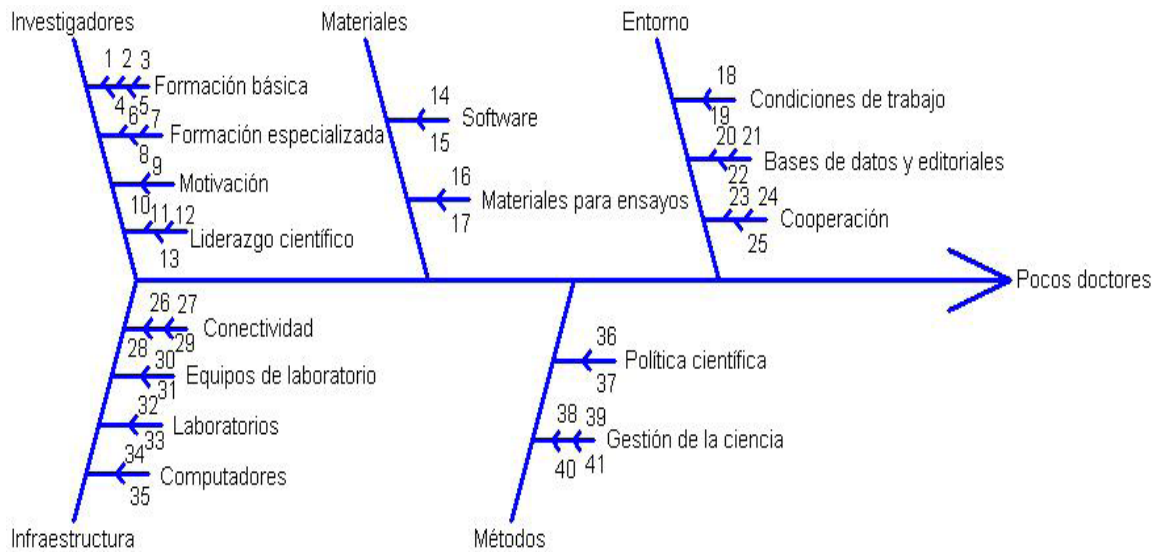 Investigadores
Materiales
Entorno
1 2 3
Formación básica
4 5
6 7
Formación especializada
8 9
Motivación
10 11 12
Liderazgo científico
13
14
Software
15
16
Materiales para ensayos
17
18
Condiciones de trabajo
19
20 21
Bases de datos y editoriales
22
23 24
Cooperación
25
Pocos doctores
26 27
Conectividad
28 29
30
Equipos de laboratorio
31
32
Laboratorios
33
34
Computadores
35
36
Política científica
37
38 39
Gestión de la ciencia
40 41
Infraestructura
Métodos